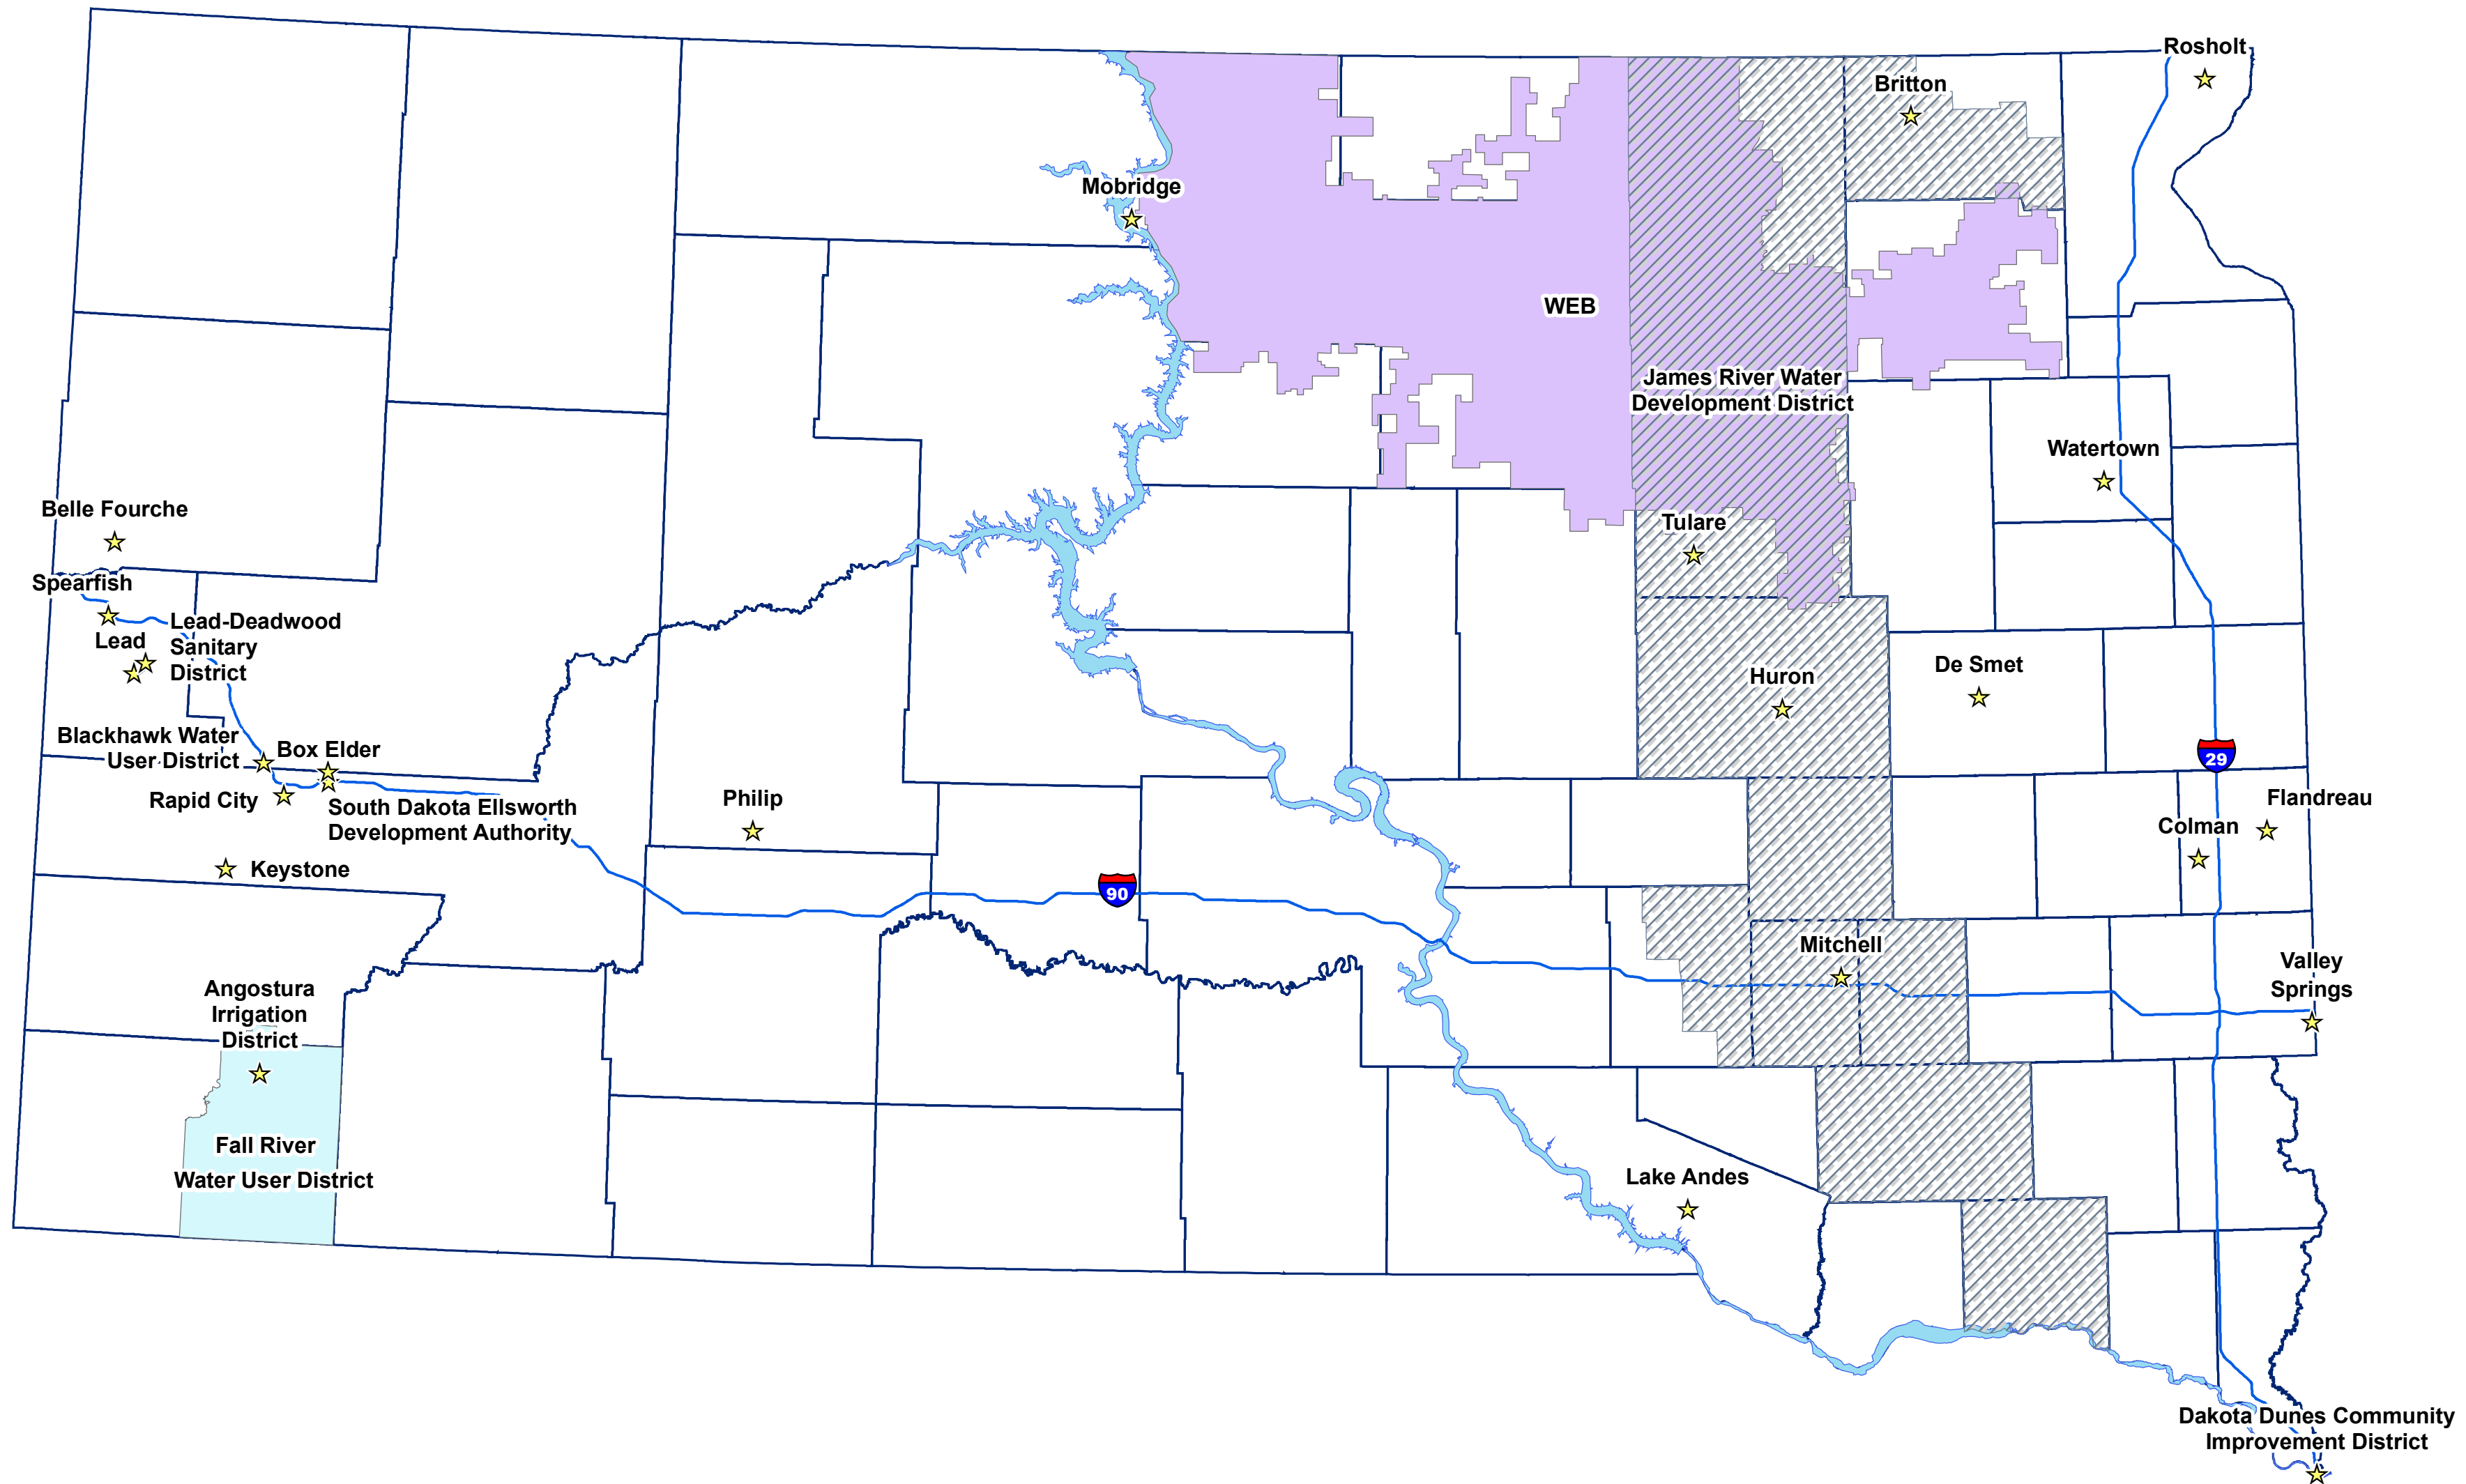 Rosholt
Britton
Mobridge
WEB
James River Water
Development District
Watertown
Belle Fourche
Tulare
Spearfish
Lead-Deadwood
Sanitary
District
Lead
De Smet
Huron
Blackhawk Water
User District
Box Elder
29
Rapid City
South Dakota Ellsworth
Development Authority
Philip
Flandreau
Colman
Keystone
90
Mitchell
Valley
Springs
Angostura
Irrigation
District
Fall River
Water User District
Lake Andes
Dakota Dunes Community
Improvement District